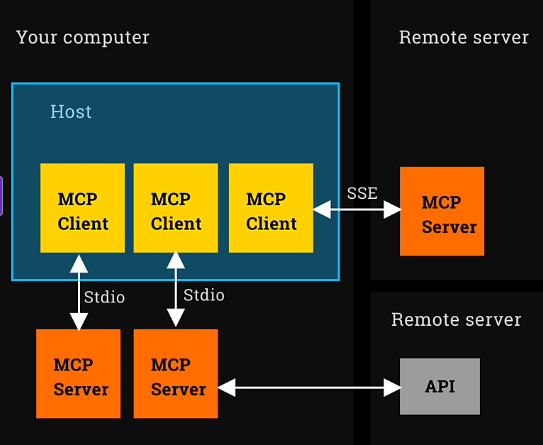 Your computer
Remote server
Host
MCP
Client
MCP
Client
MCP
Client
SSE
MCP
Server
Stdio
Stdio
Remote server
MCP
Server
MCP
Server
API